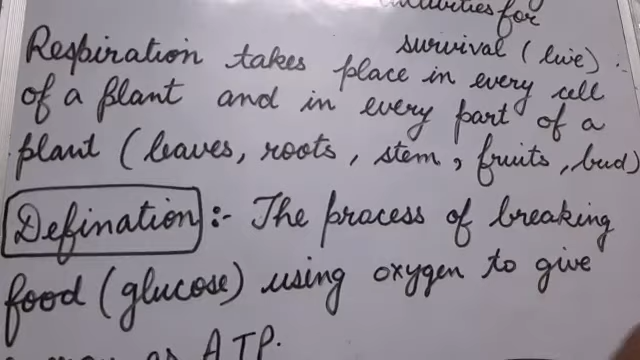 for
survival (live) :-
Respiration takes place in every cell
of a plant and in every part of a
plant (leaves, roots, stem, fruits, bud)
Defination :- The process of breaking
food (glucose) using oxygen to give
as ATP.